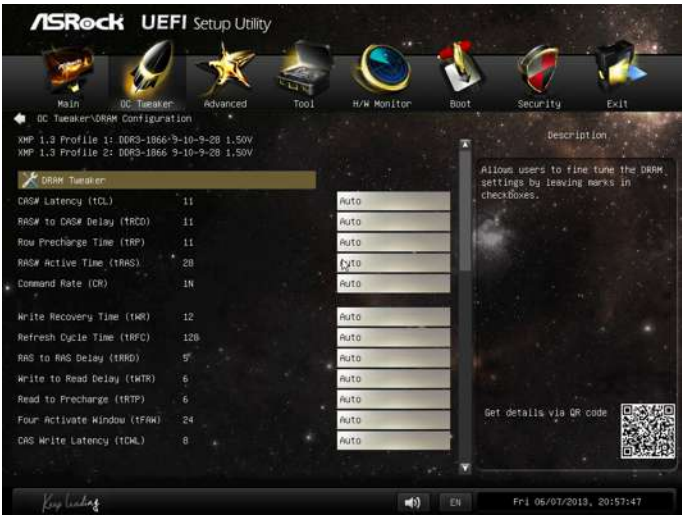 ASRock UEFI Setup Utility
Main OC Tweaker Advanced Tool H/W Monitor Boot Security Exit
OC Tweaker\DRAM Configuration
Description
XMP 1.3 Profile 1: DDR3-1866 9-10-9-28 1.50V
XMP 1.3 Profile 2: DDR3-1866 9-10-9-28 1.50V
Allows users to fine tune the DRAM
settings by leaving marks in
checkboxes.
DRAM Tweaker
CAS# Latency (tCL) 11 Auto
RAS# to CAS# Delay (tRCD) 11 Auto
Row Precharge Time (tRP) 11 Auto
RAS# Active Time (tRAS) 28 Auto
Command Rate (CR) 1N Auto
Write Recovery Time (tWR) 12 Auto
Refresh Cycle Time (tRFC) 128 Auto
RAS to RAS Delay (tRRD) 5 Auto
Write to Read Delay (tWTR) 6 Auto
Read to Precharge (tRTP) 6 Auto
Four Activate Window (tFAW) 24 Auto
CAS Write Latency (tCWL) 8 Auto
Get details via QR code
Keep Leading
EN
Fri 06/07/2013, 20:57:47